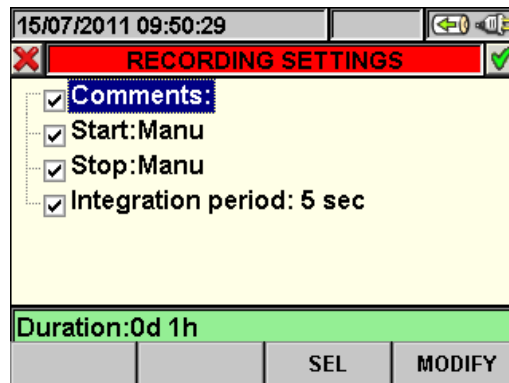 15/07/2011 09:50:29
RECORDING SETTINGS
Comments:
Start:Manu
Stop:Manu
Integration period: 5 sec
Duration:0d 1h
SEL MODIFY